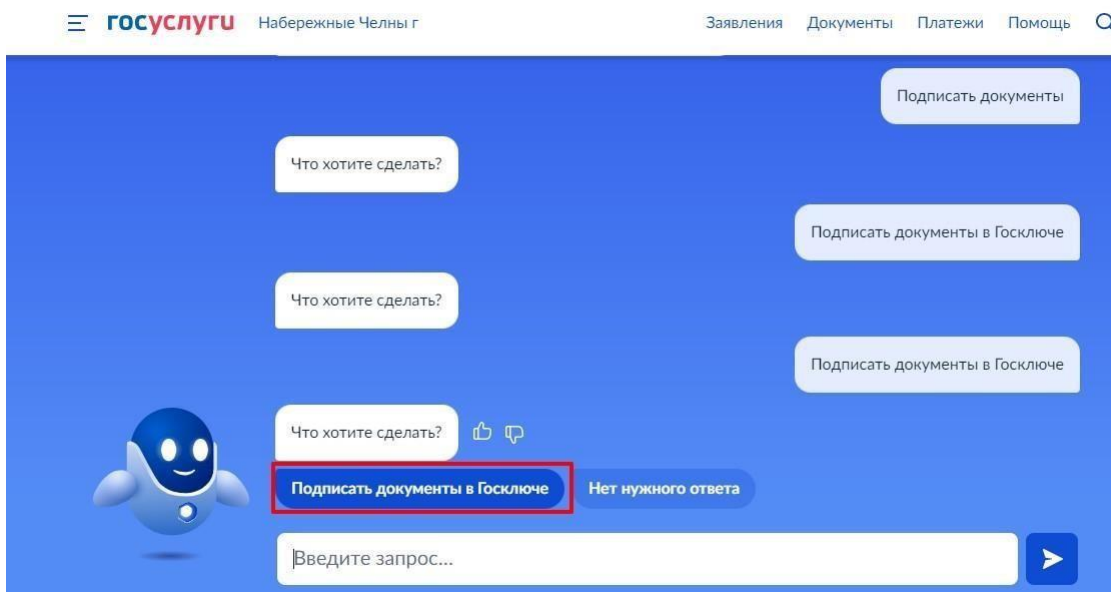 госуслуги Набережные Челны г Заявления Документы Платежи Помощь
Подписать документы
Что хотите сделать?
Подписать документы в Госключе
Что хотите сделать?
Подписать документы в Госключе
Что хотите сделать?
Подписать документы в Госключе Нет нужного ответа
Введите запрос...